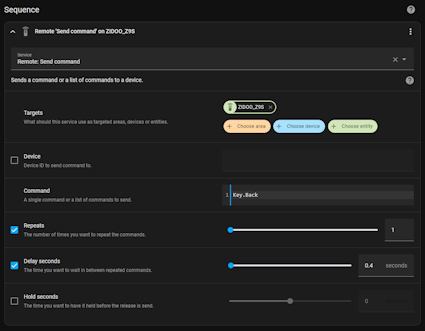 Sequence
Remote 'Send command' on ZIDOO_Z9S
Service
Remote: Send command
Sends a command or a list of commands to a device.
Targets
What should this service use as targeted areas, devices or entities.
ZIDOO_Z9S
Choose area
Choose device
Choose entity
Device
Device ID to send command to.
Command
A single command or a list of commands to send.
1 Key.Back
Repeats
The number of times you want to repeat the commands.
1
Delay seconds
The time you want to wait in between repeated commands.
0.4 seconds
Hold seconds
The time you want to have it held before the release is send.
0 seconds